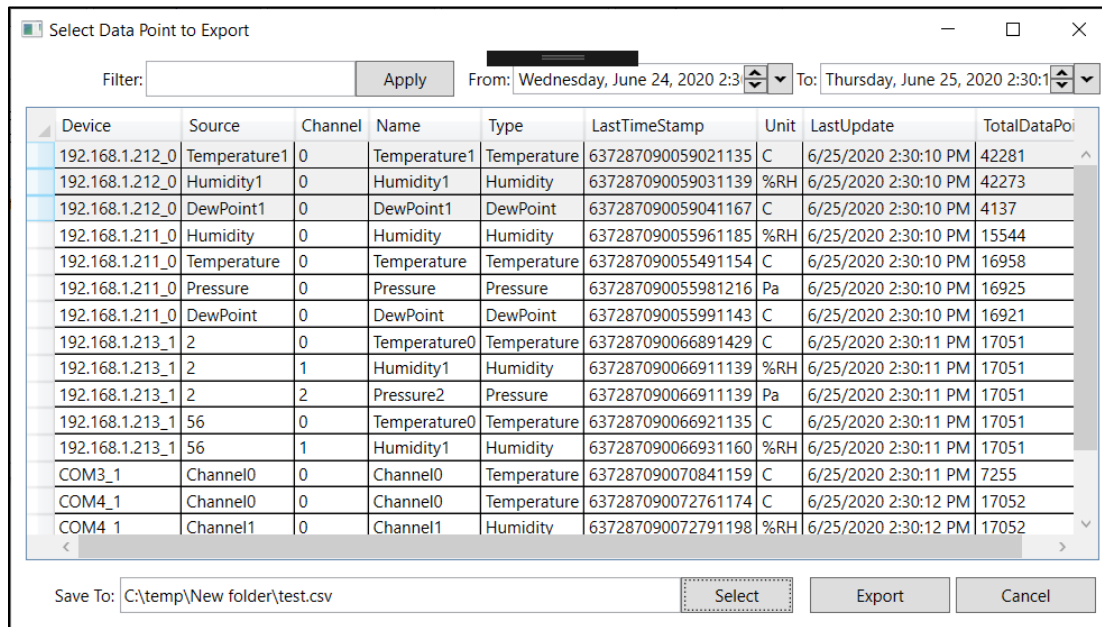 Select Data Point to Export
Filter: Apply From: Wednesday, June 24, 2020 2:3 To: Thursday, June 25, 2020 2:30:1
Device Source Channel Name Type LastTimeStamp Unit LastUpdate TotalDataPoi
192.168.1.212_0 Temperature1 0 Temperature1 Temperature 637287090059021135 C 6/25/2020 2:30:10 PM 42281
192.168.1.212_0 Humidity1 0 Humidity1 Humidity 637287090059031139 %RH 6/25/2020 2:30:10 PM 42273
192.168.1.212_0 DewPoint1 0 DewPoint1 DewPoint 637287090059041167 C 6/25/2020 2:30:10 PM 4137
192.168.1.211_0 Humidity 0 Humidity Humidity 637287090055961185 %RH 6/25/2020 2:30:10 PM 15544
192.168.1.211_0 Temperature 0 Temperature Temperature 637287090055491154 C 6/25/2020 2:30:10 PM 16958
192.168.1.211_0 Pressure 0 Pressure Pressure 637287090055981216 Pa 6/25/2020 2:30:10 PM 16925
192.168.1.211_0 DewPoint 0 DewPoint DewPoint 637287090055991143 C 6/25/2020 2:30:10 PM 16921
192.168.1.213_1 2 0 Temperature0 Temperature 637287090066891429 C 6/25/2020 2:30:11 PM 17051
192.168.1.213_1 2 1 Humidity1 Humidity 637287090066911139 %RH 6/25/2020 2:30:11 PM 17051
192.168.1.213_1 2 2 Pressure2 Pressure 637287090066911139 Pa 6/25/2020 2:30:11 PM 17051
192.168.1.213_1 56 0 Temperature0 Temperature 637287090066921135 C 6/25/2020 2:30:11 PM 17051
192.168.1.213_1 56 1 Humidity1 Humidity 637287090066931160 %RH 6/25/2020 2:30:11 PM 17051
COM3_1 Channel0 0 Channel0 Temperature 637287090070841159 C 6/25/2020 2:30:11 PM 7255
COM4_1 Channel0 0 Channel0 Temperature 637287090072761174 C 6/25/2020 2:30:12 PM 17052
COM4_1 Channel1 0 Channel1 Humidity 637287090072791198 %RH 6/25/2020 2:30:12 PM 17052
Save To: C:\temp\New folder\test.csv Select Export Cancel